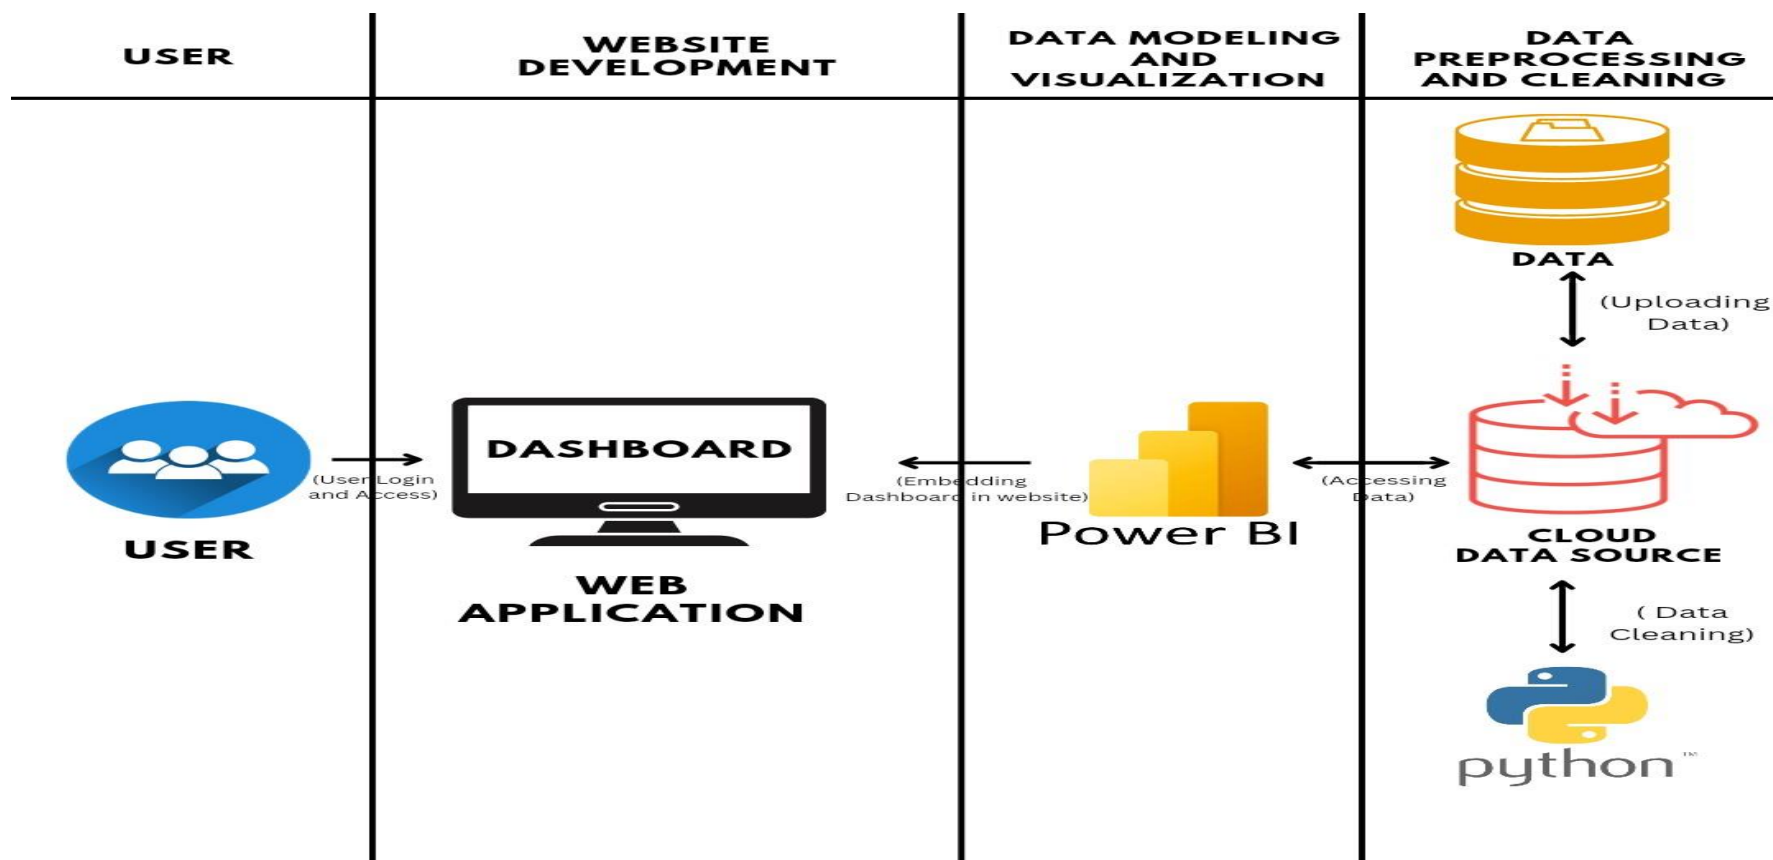 USER
WEBSITE
DEVELOPMENT
DATA MODELING
AND
VISUALIZATION
DATA
PREPROCESSING
AND CLEANING
DATA
(Uploading
Data)
DASHBOARD
(User Login
and Access)
(Embedding
Dashboard in website)
(Accessing
Data)
USER
WEB
APPLICATION
Power BI
CLOUD
DATA SOURCE
( Data
Cleaning)
python™